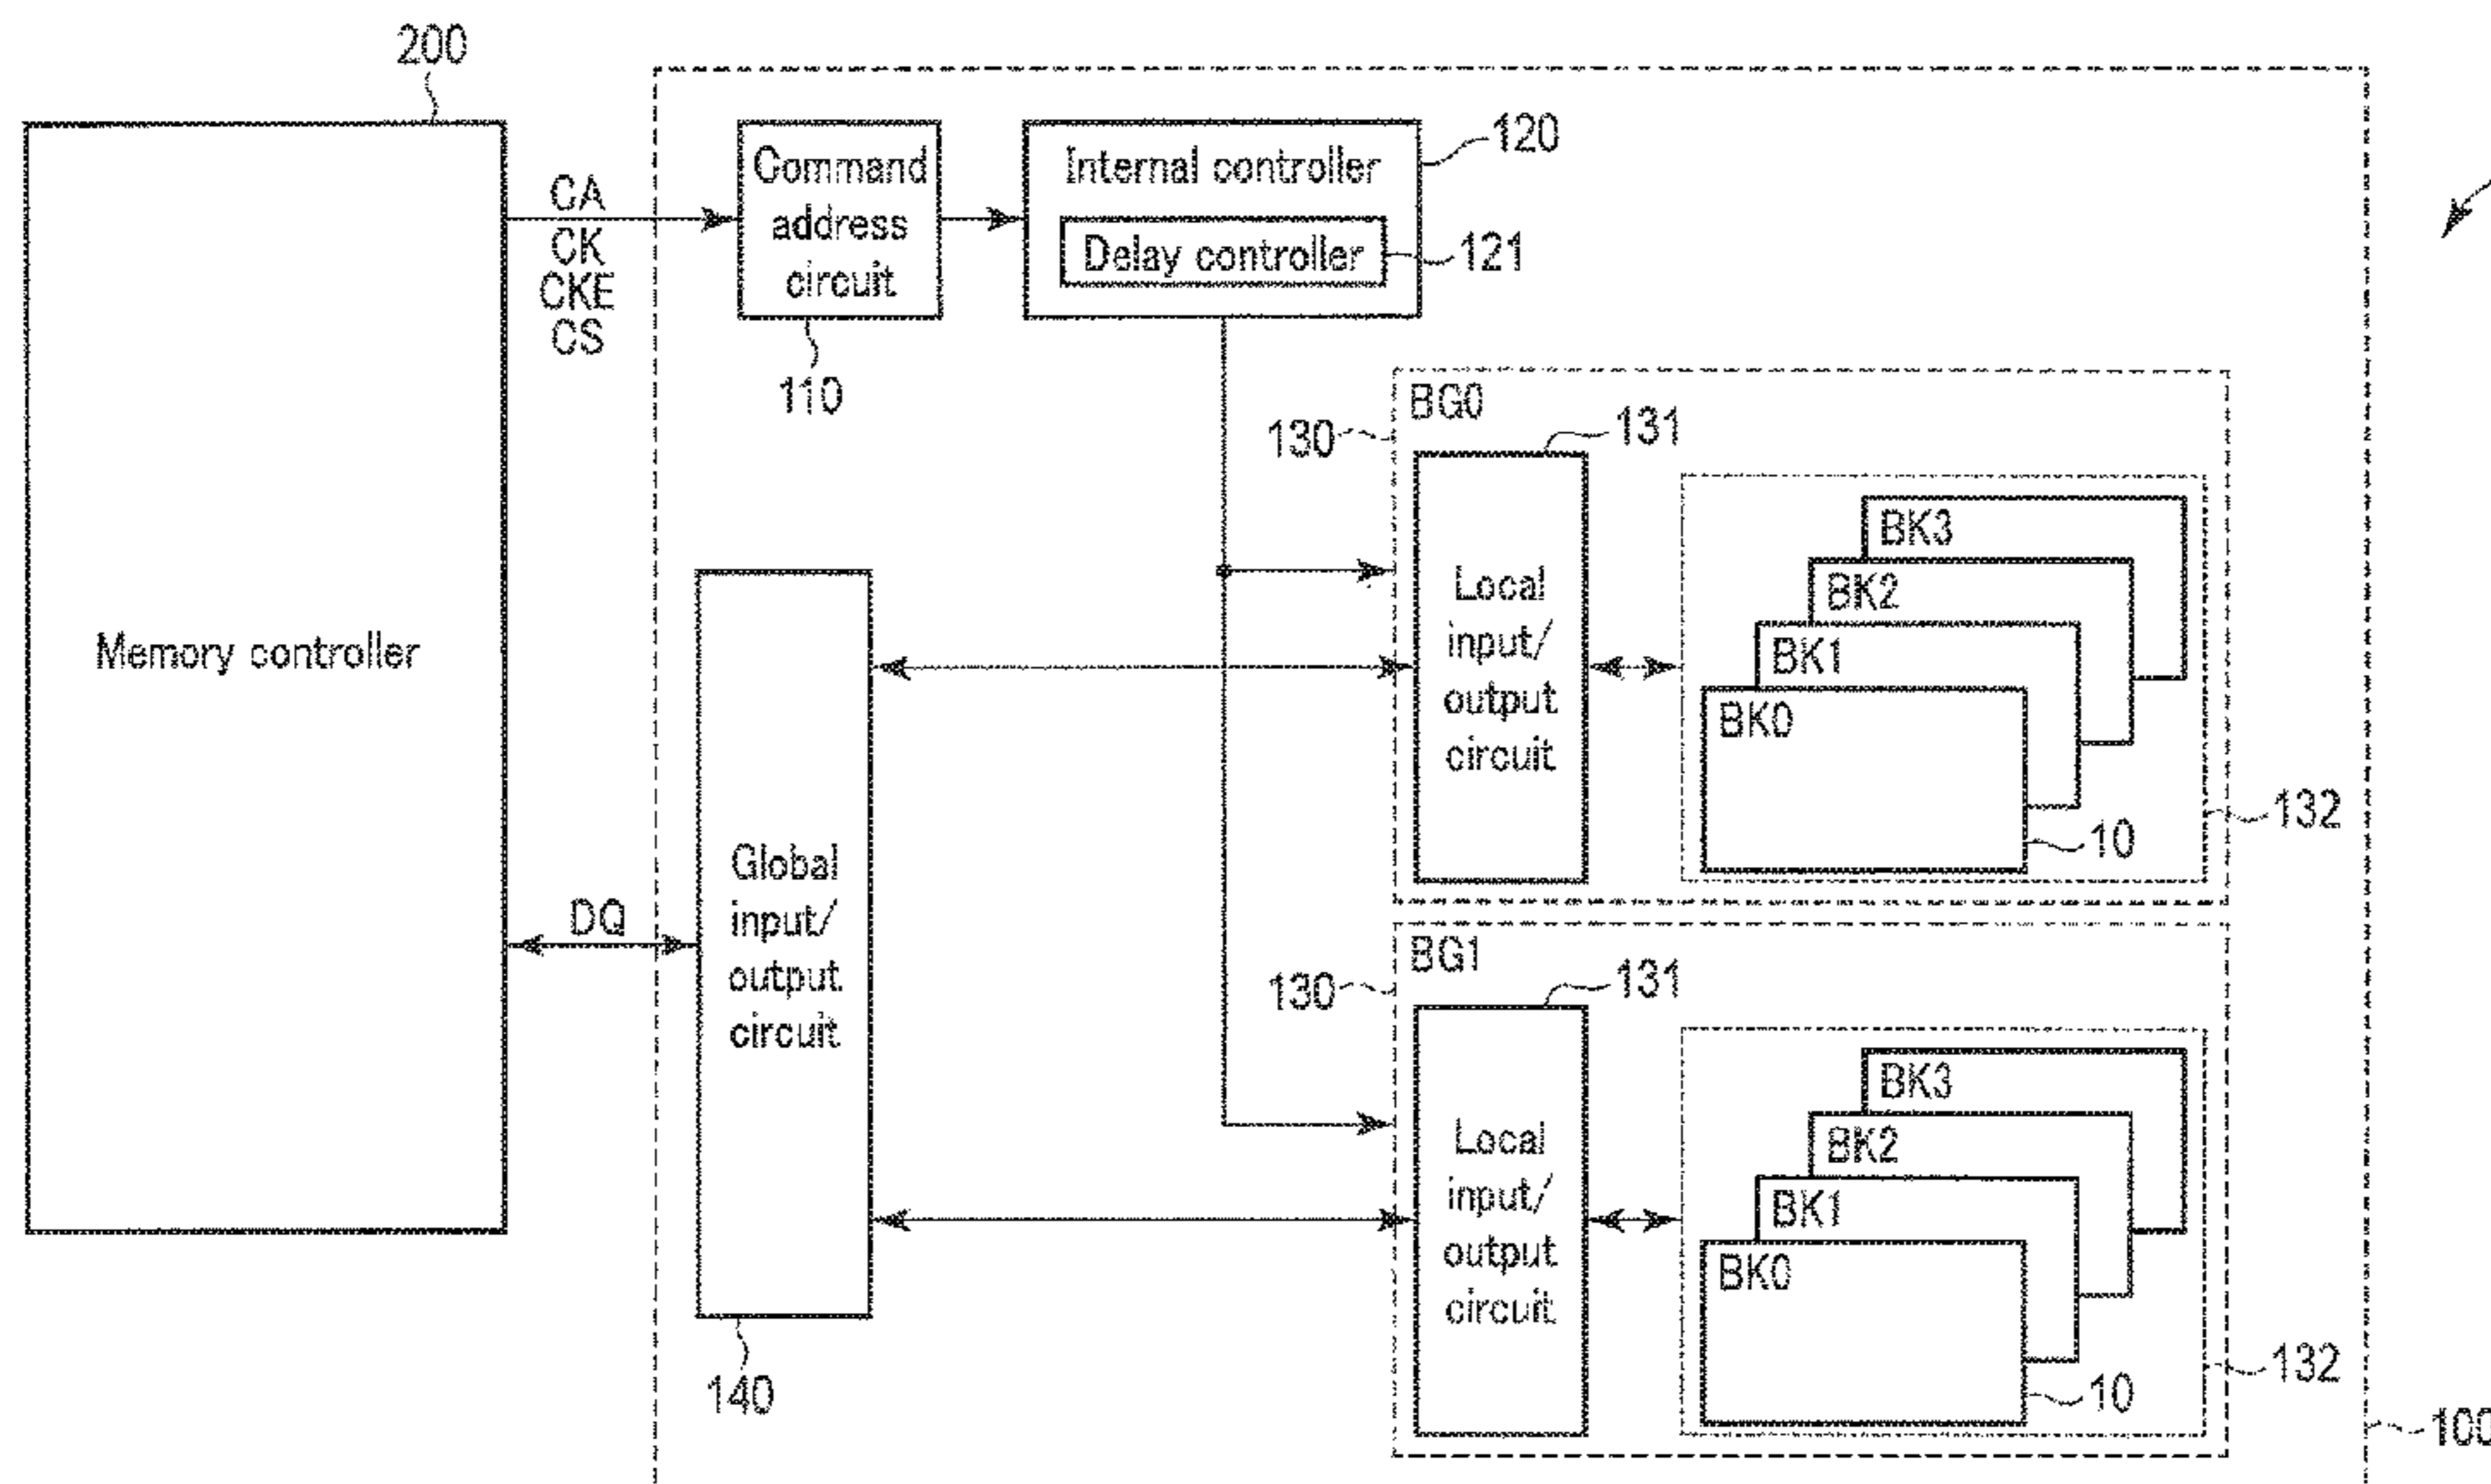 200
Memory controller
CA
CK
CKE
CS
Command
address
circuit
110
Internal controller
120
Delay controller
121
DQ
Global
input/
output
circuit
140
BG0
130
131
Local
input/
output
circuit
BK3
BK2
BK1
BK0
10
132
BG1
130
131
Local
input/
output
circuit
BK3
BK2
BK1
BK0
10
132
100